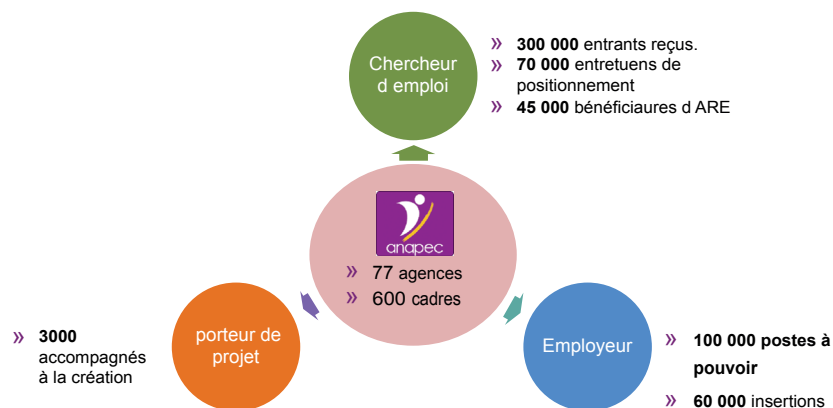 Chercheur
d emploi
» 300 000 entrants reçus.
» 70 000 entretuens de
positionnement
» 45 000 bénéficiaures d ARE
anapec
» 77 agences
» 600 cadres
» 3000
accompagnés
à la création
porteur de
projet
Employeur
» 100 000 postes à
pouvoir
» 60 000 insertions